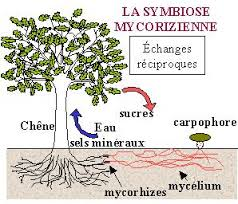 LA SYMBIOSE
MYCORIZIENNE
Échanges
réciproques
sucres
carpophore
Chêne
Eau
sels minéraux
mycorhizes
mycélium